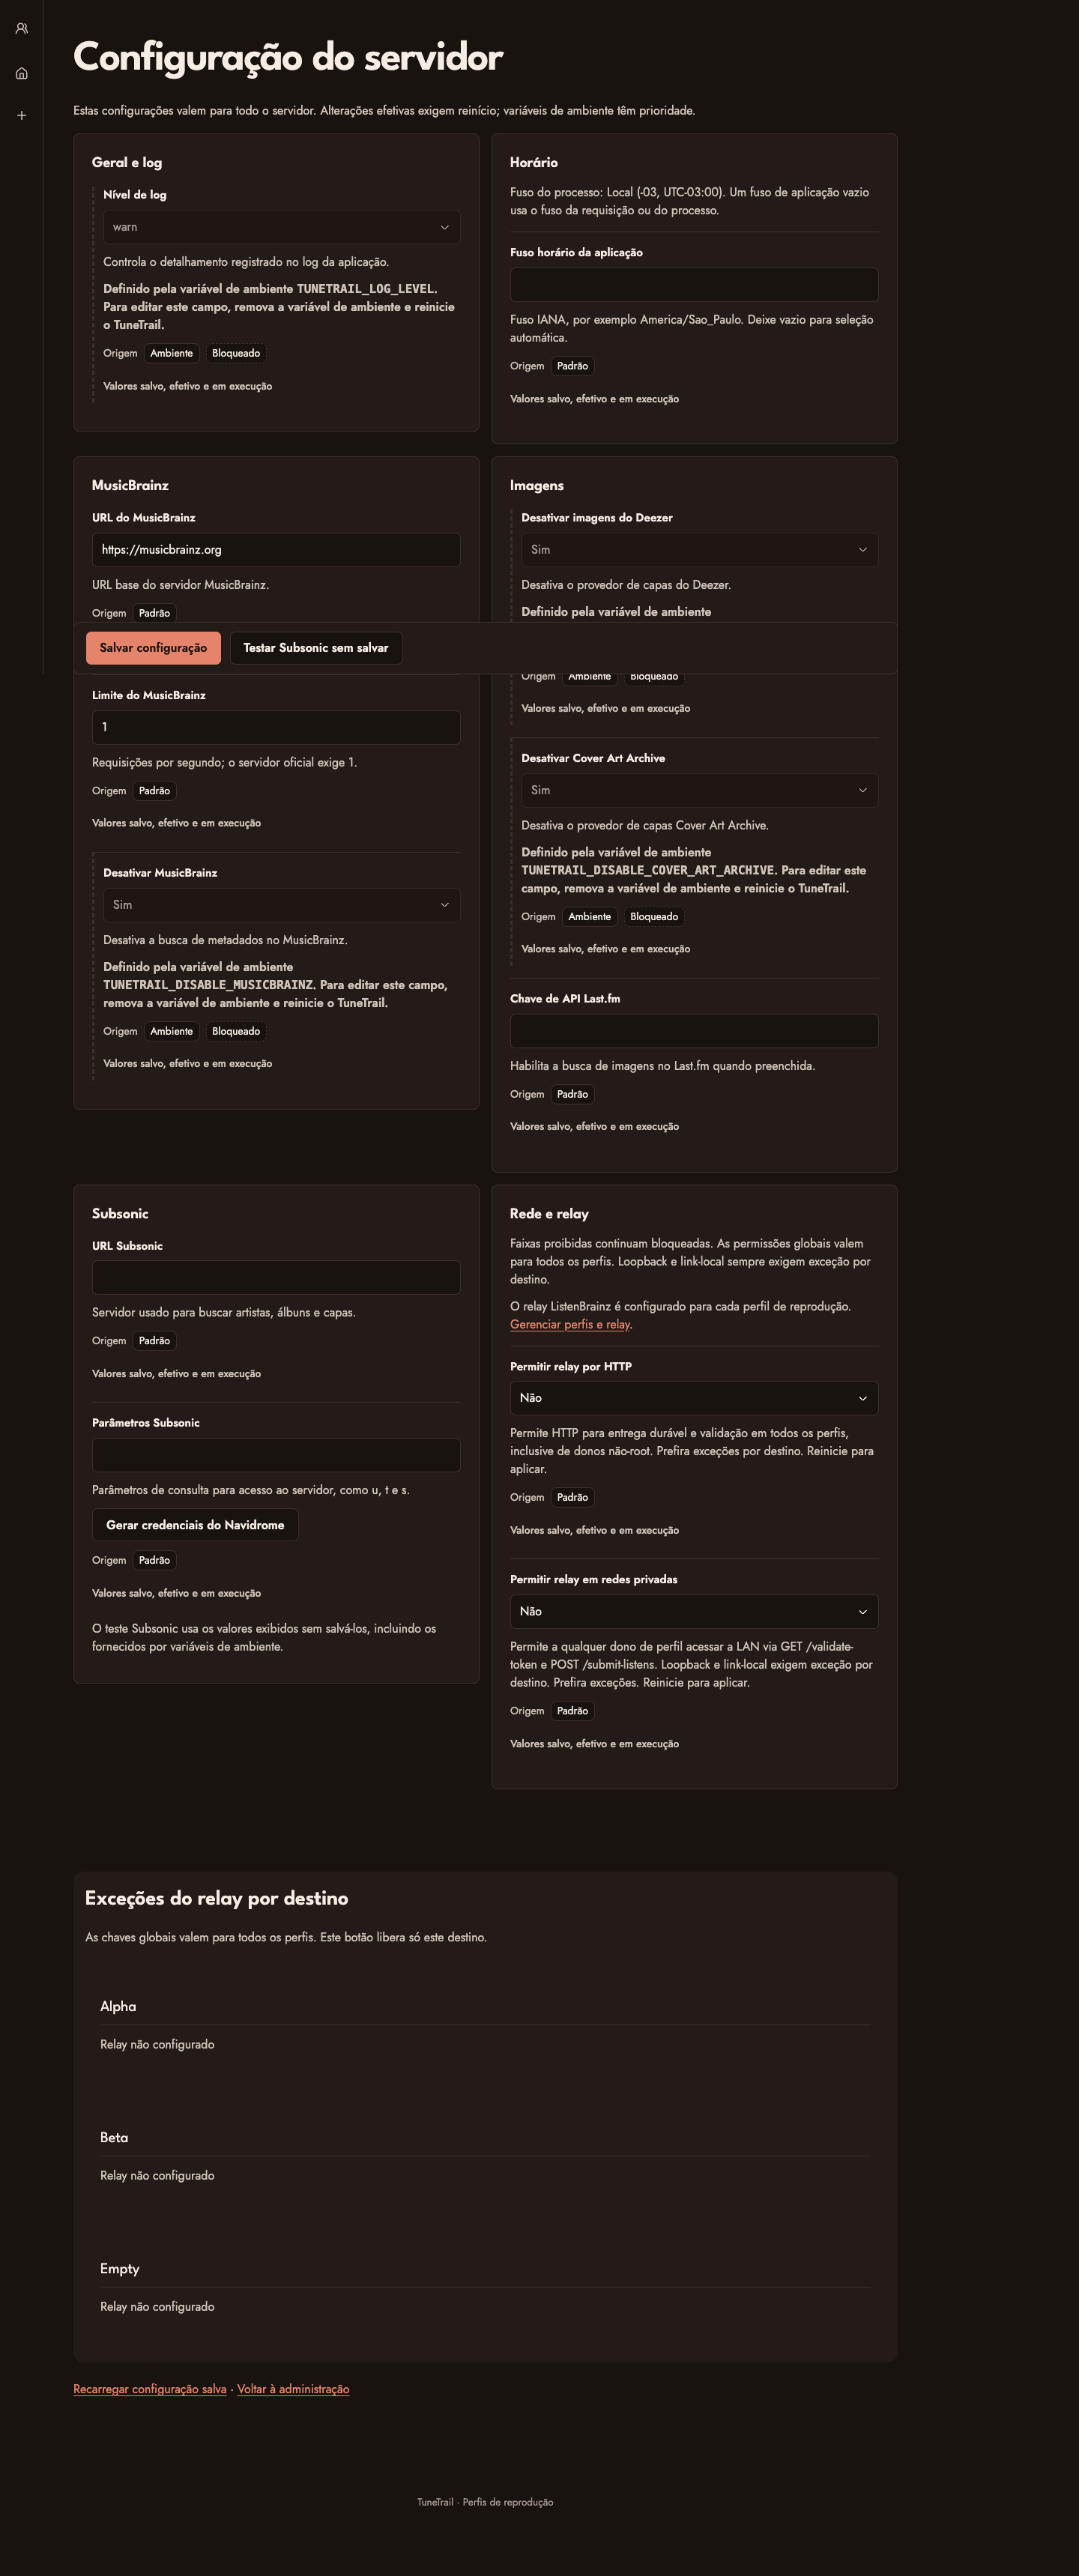 Configuração do servidor
Estas configurações valem para todo o servidor. Alterações efetivas exigem reinício; variáveis de ambiente têm prioridade.
Geral e log
Nível de log
warn
Controla o detalhamento registrado no log da aplicação.
Definido pela variável de ambiente TUNETRAIL_LOG_LEVEL.
Para editar este campo, remova a variável de ambiente e reinicie
o TuneTrail.
Origem Ambiente Bloqueado
Valores salvo, efetivo e em execução
Horário
Fuso do processo: Local (-03, UTC-03:00). Um fuso de aplicação vazio
usa o fuso da requisição ou do processo.
Fuso horário da aplicação
Fuso IANA, por exemplo America/Sao_Paulo. Deixe vazio para seleção
automática.
Origem Padrão
Valores salvo, efetivo e em execução
MusicBrainz
URL do MusicBrainz
https://musicbrainz.org
URL base do servidor MusicBrainz.
Origem Padrão
Salvar configuração Testar Subsonic sem salvar
Limite do MusicBrainz
1
Requisições por segundo; o servidor oficial exige 1.
Origem Padrão
Valores salvo, efetivo e em execução
Desativar MusicBrainz
Sim
Desativa a busca de metadados no MusicBrainz.
Definido pela variável de ambiente
TUNETRAIL_DISABLE_MUSICBRAINZ. Para editar este campo,
remova a variável de ambiente e reinicie o TuneTrail.
Origem Ambiente Bloqueado
Valores salvo, efetivo e em execução
Imagens
Desativar imagens do Deezer
Sim
Desativa o provedor de capas do Deezer.
Definido pela variável de ambiente
Origem Ambiente Bloqueado
Valores salvo, efetivo e em execução
Desativar Cover Art Archive
Sim
Desativa o provedor de capas Cover Art Archive.
Definido pela variável de ambiente
TUNETRAIL_DISABLE_COVER_ART_ARCHIVE. Para editar este
campo, remova a variável de ambiente e reinicie o TuneTrail.
Origem Ambiente Bloqueado
Valores salvo, efetivo e em execução
Chave de API Last.fm
Habilita a busca de imagens no Last.fm quando preenchida.
Origem Padrão
Valores salvo, efetivo e em execução
Subsonic
URL Subsonic
Servidor usado para buscar artistas, álbuns e capas.
Origem Padrão
Valores salvo, efetivo e em execução
Parâmetros Subsonic
Parâmetros de consulta para acesso ao servidor, como u, t e s.
Gerar credenciais do Navidrome
Origem Padrão
Valores salvo, efetivo e em execução
O teste Subsonic usa os valores exibidos sem salvá-los, incluindo os
fornecidos por variáveis de ambiente.
Rede e relay
Faixas proibidas continuam bloqueadas. As permissões globais valem
para todos os perfis. Loopback e link-local sempre exigem exceção por
destino.
O relay ListenBrainz é configurado para cada perfil de reprodução.
Gerenciar perfis e relay.
Permitir relay por HTTP
Não
Permite HTTP para entrega durável e validação em todos os perfis,
inclusive de donos não-root. Prefira exceções por destino. Reinicie para
aplicar.
Origem Padrão
Valores salvo, efetivo e em execução
Permitir relay em redes privadas
Não
Permite a qualquer dono de perfil acessar a LAN via GET /validate-
token e POST /submit-listens. Loopback e link-local exigem exceção por
destino. Prefira exceções. Reinicie para aplicar.
Origem Padrão
Valores salvo, efetivo e em execução
Exceções do relay por destino
As chaves globais valem para todos os perfis. Este botão libera só este destino.
Alpha
Relay não configurado
Beta
Relay não configurado
Empty
Relay não configurado
Recarregar configuração salva · Voltar à administração
TuneTrail · Perfis de reprodução